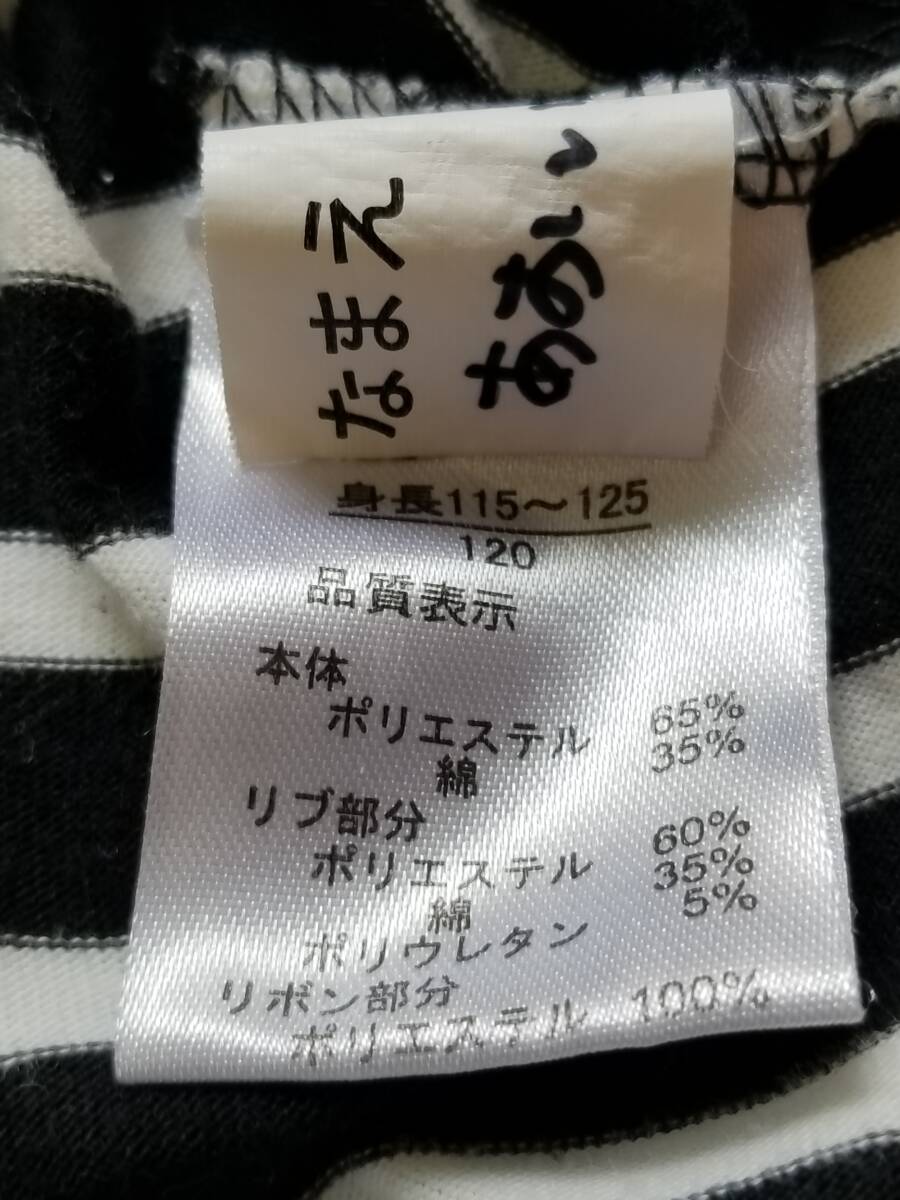 なまえ
あおい
身長115～125
120
品質表示
本体
ポリエステル 65%
綿 35%
リブ部分
ポリエステル 60%
綿 35%
ポリウレタン 5%
リボン部分
ポリエステル 100%